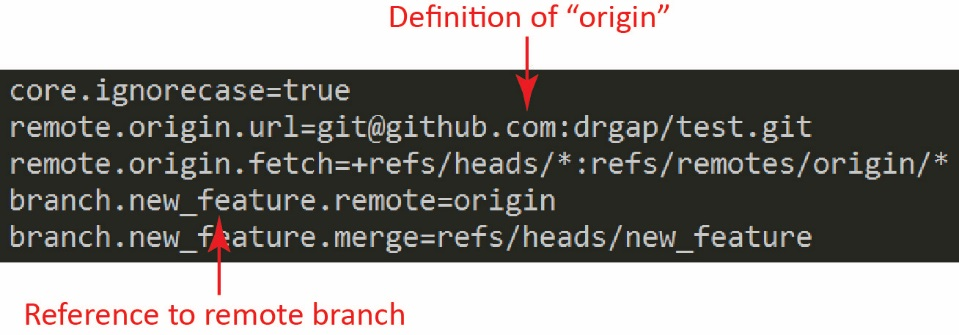 Definition of “origin”
core.ignorecase=true
remote.origin.url=git@github.com:drgap/test.git
remote.origin.fetch=+refs/heads/*:refs/remotes/origin/*
branch.new_feature.remote=origin
branch.new_feature.merge=refs/heads/new_feature
Reference to remote branch